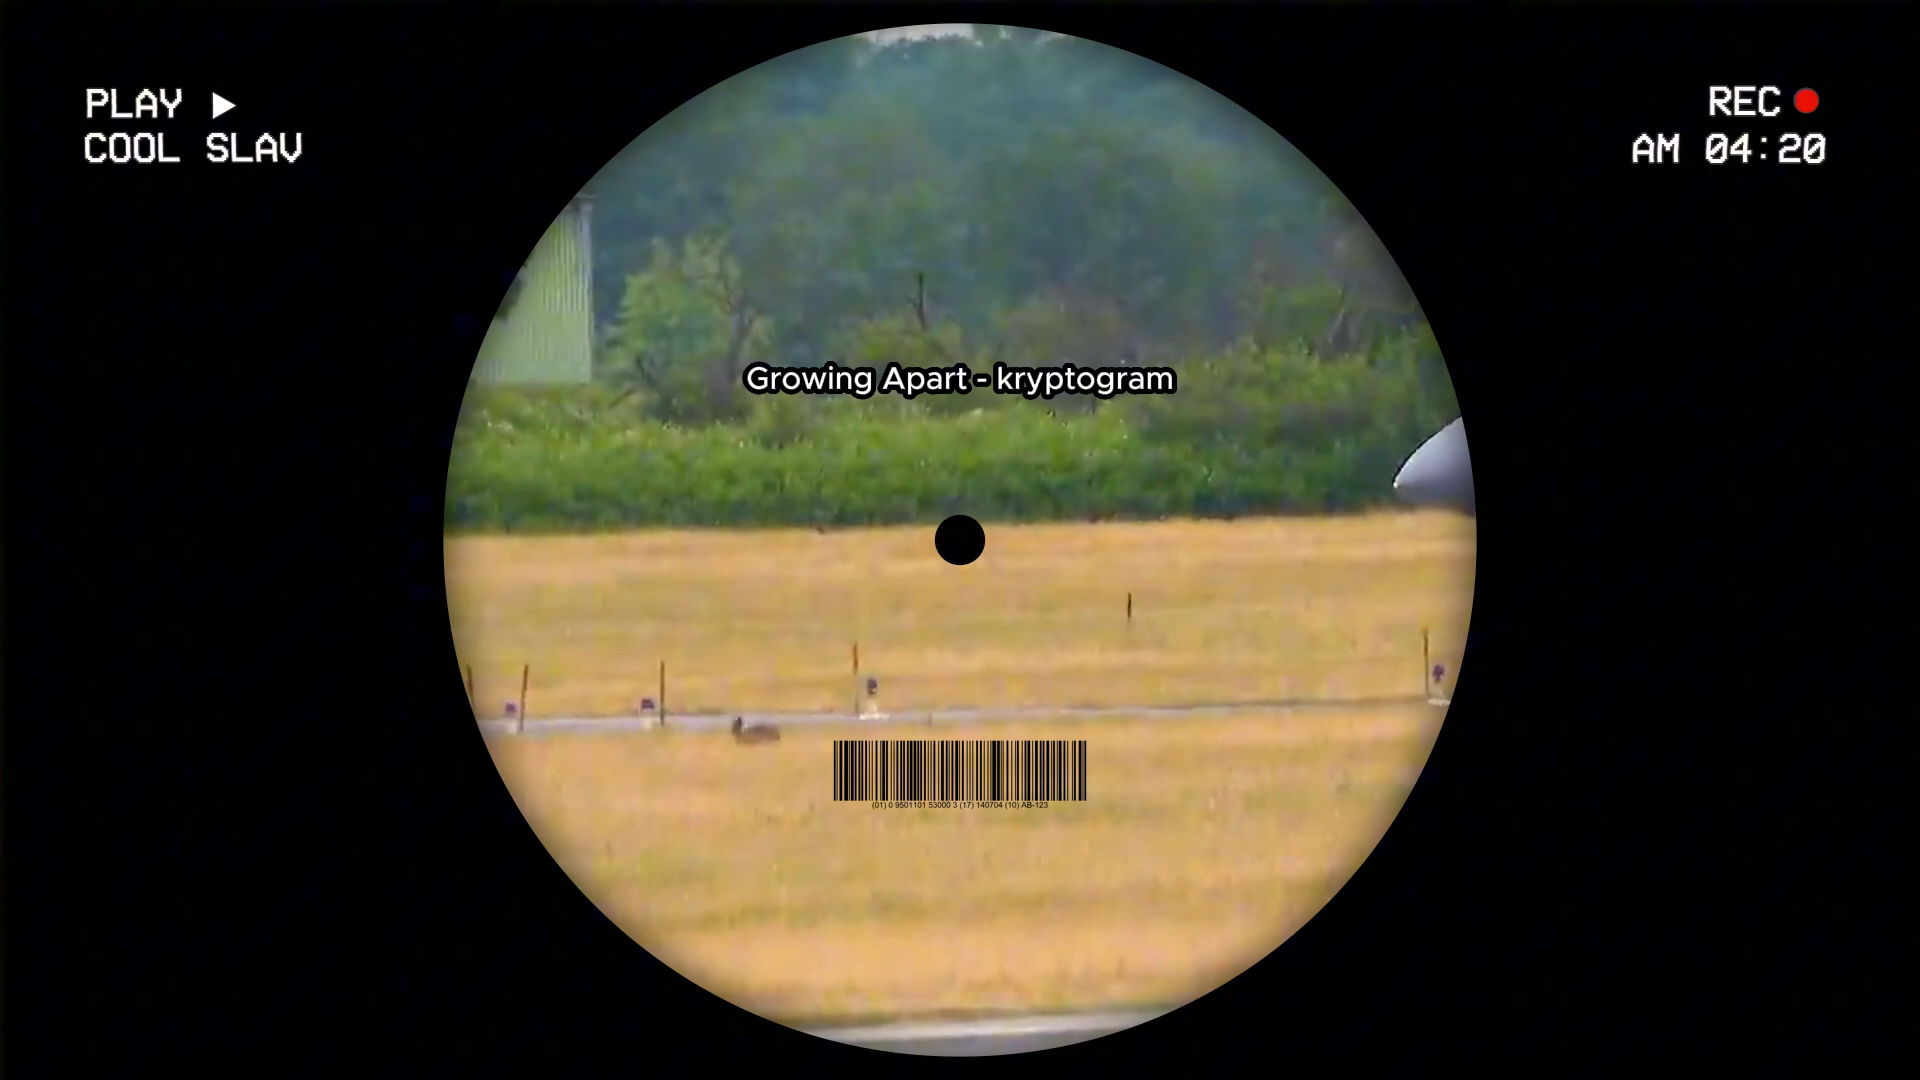 PLAY ▶
COOL SLAV
REC
AM 04:20
Growing Apart - kryptogram
(01) 0 9501101 53000 3 (17) 140704 (10) AB-123